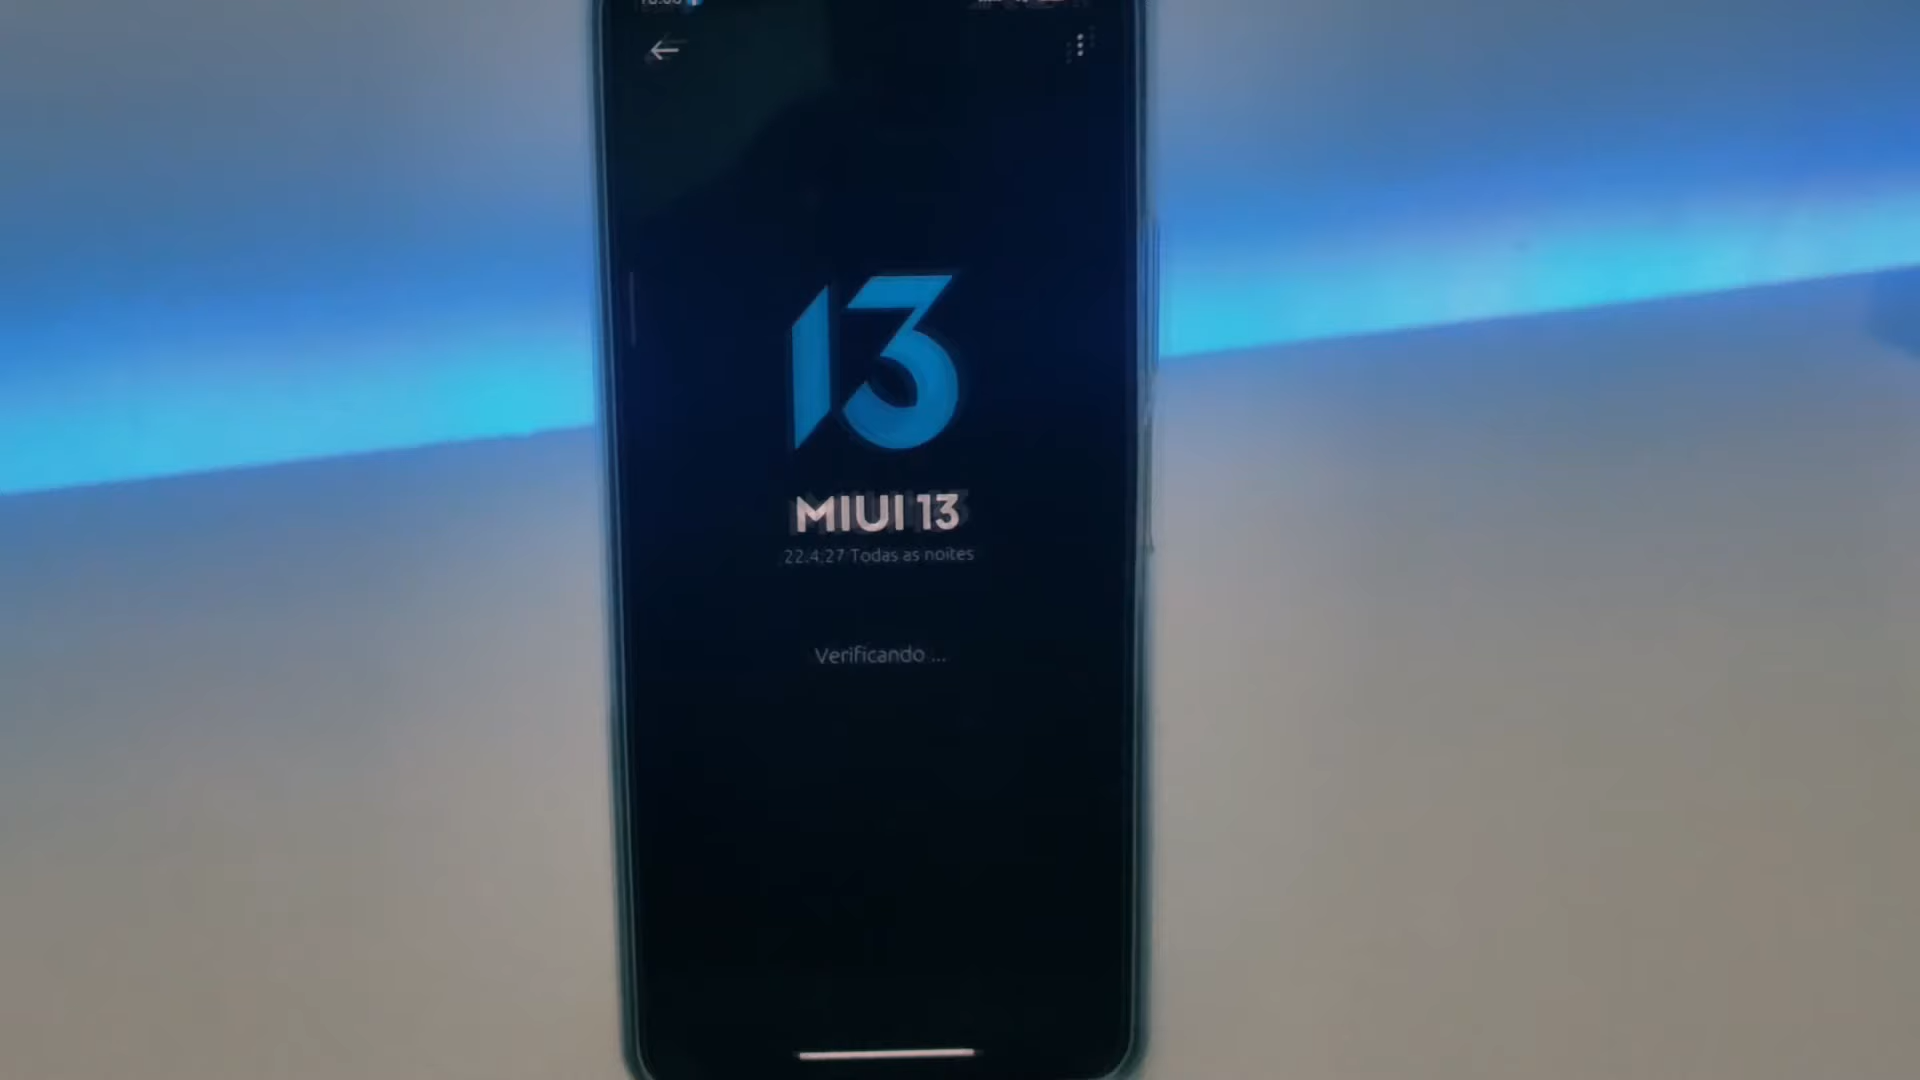 13
MIUI 13
22.4.27 Todas as noites
Verificando ...